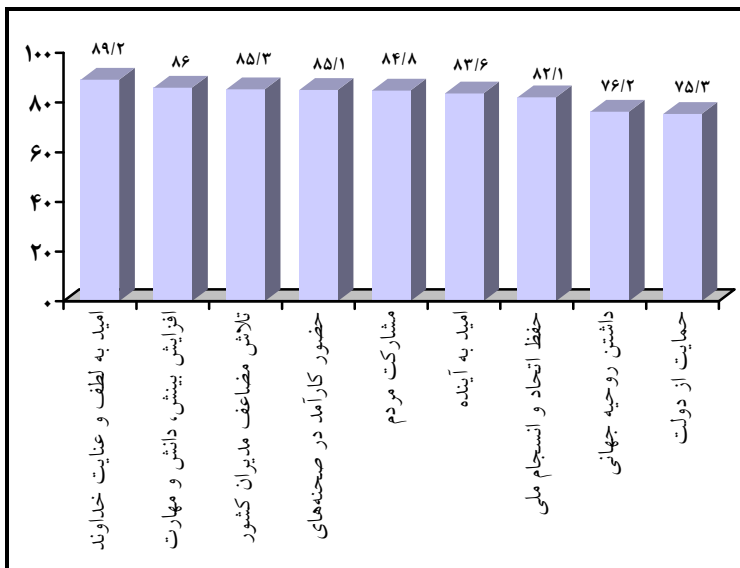 ۱۰۰
۸۰
۶۰
۴۰
۲۰
۰
۸۹/۲
۸۶
۸۵/۳
۸۵/۱
۸۴/۸
۸۳/۶
۸۲/۱
۷۶/۲
۷۵/۳
امید به لطف و عنایت خداوند
افزایش بینش، دانش و مهارت
تلاش مضاعف مدیران کشور
حضور کارآمد در صحنه‌های
مشارکت مردم
امید به آینده
حفظ اتحاد و انسجام ملی
داشتن روحیه جهانی
حمایت از دولت